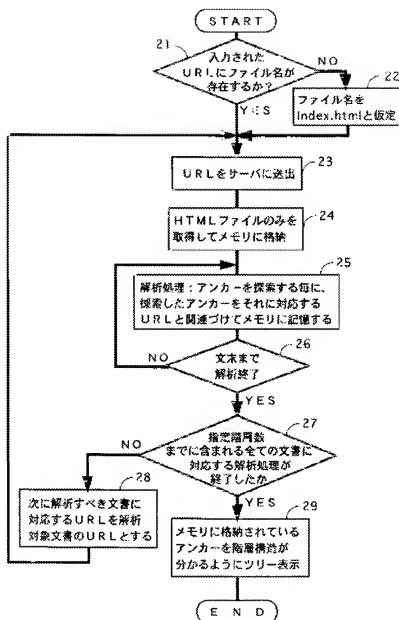 START
21
入力された
URLにファイル名が
存在するか?
NO
22
YES
ファイル名を
index.htmlと仮定
23
URLをサーバに送出
24
HTMLファイルのみを
取得してメモリに格納
25
解析処理:アンカーを探索する毎に、
探索したアンカーをそれに対応する
URLと関連づけてメモリに記憶する
26
NO
文末まで
解析終了
YES
27
NO
指定階層数
までに含まれる全ての文書に
対応する解析処理が
終了したか
28
YES
29
次に解析すべき文書に
対応するURLを解析
対象文書のURLとする
メモリに格納されている
アンカーを階層構造が
分かるようにツリー表示
END